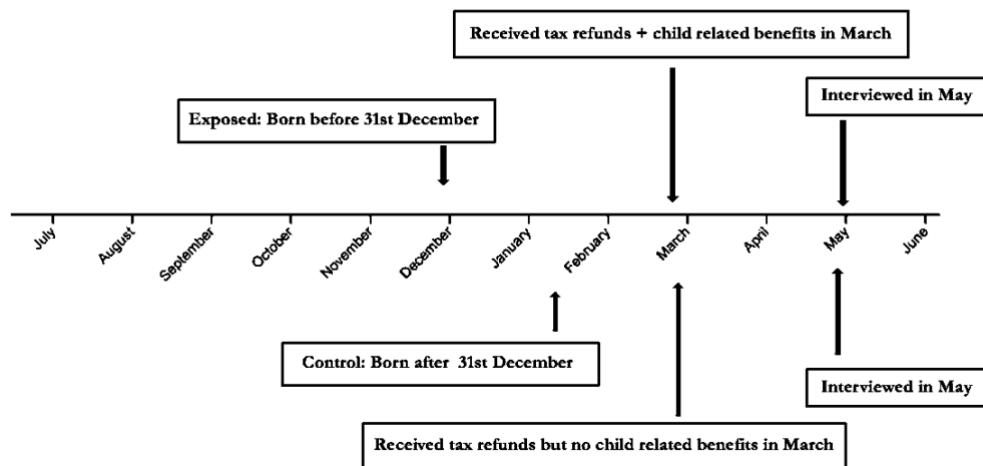 Received tax refunds + child related benefits in March
Interviewed in May
Exposed: Born before 31st December
July
August
September
October
November
December
January
February
March
April
May
June
Control: Born after 31st December
Interviewed in May
Received tax refunds but no child related benefits in March